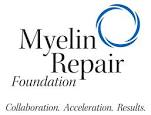 Myelin
Repair
Foundation
Collaboration. Acceleration. Results.